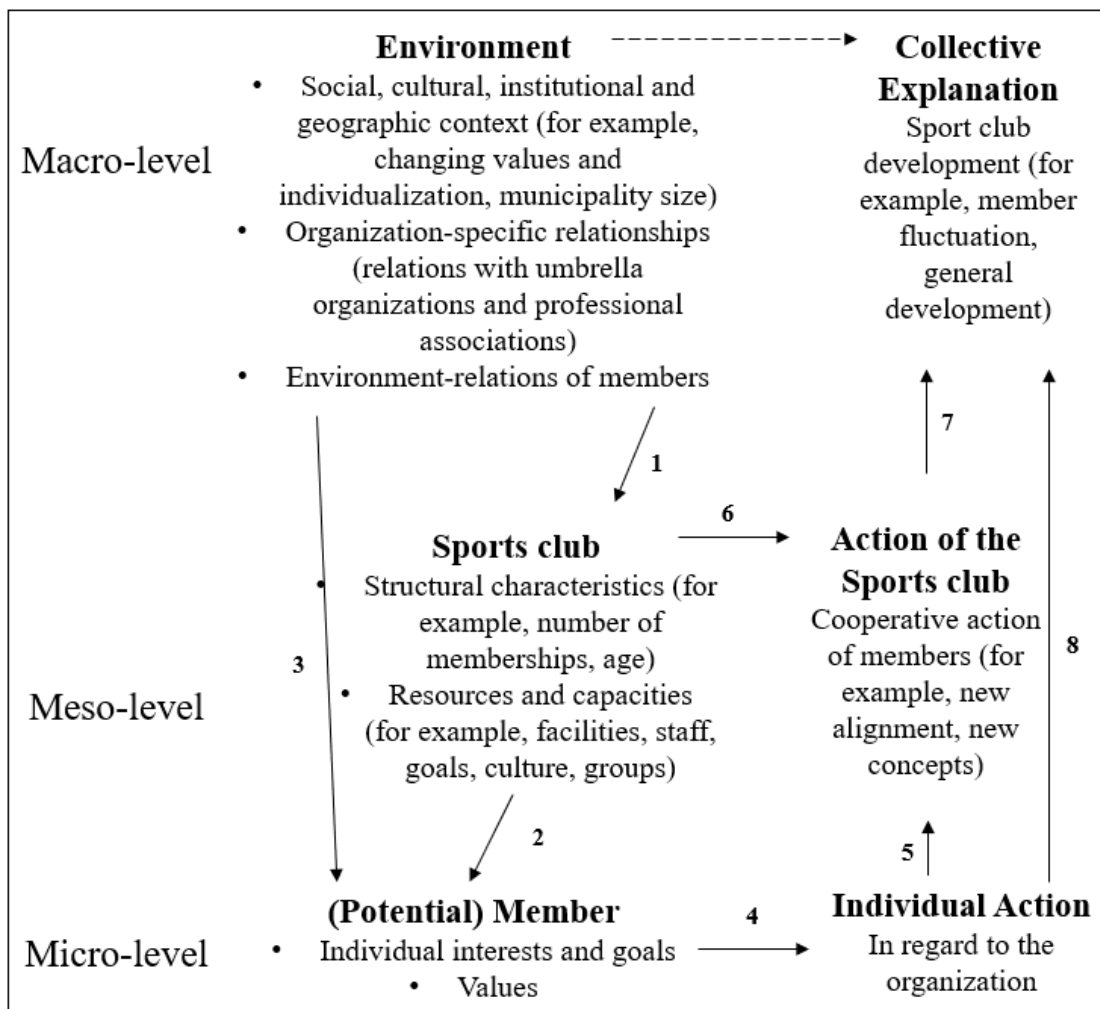 Macro-level
Environment
• Social, cultural, institutional and
geographic context (for example,
changing values and
individualization, municipality size)
• Organization-specific relationships
(relations with umbrella
organizations and professional
associations)
• Environment-relations of members
Collective
Explanation
Sport club
development (for
example, member
fluctuation,
general
development)
1
3
7
8
Meso-level
Sports club
• Structural characteristics (for
example, number of
memberships, age)
• Resources and capacities
(for example, facilities, staff,
goals, culture, groups)
6
Action of the
Sports club
Cooperative action
of members (for
example, new
alignment, new
concepts)
2
5
Micro-level
(Potential) Member
• Individual interests and goals
• Values
4
Individual Action
In regard to the
organization